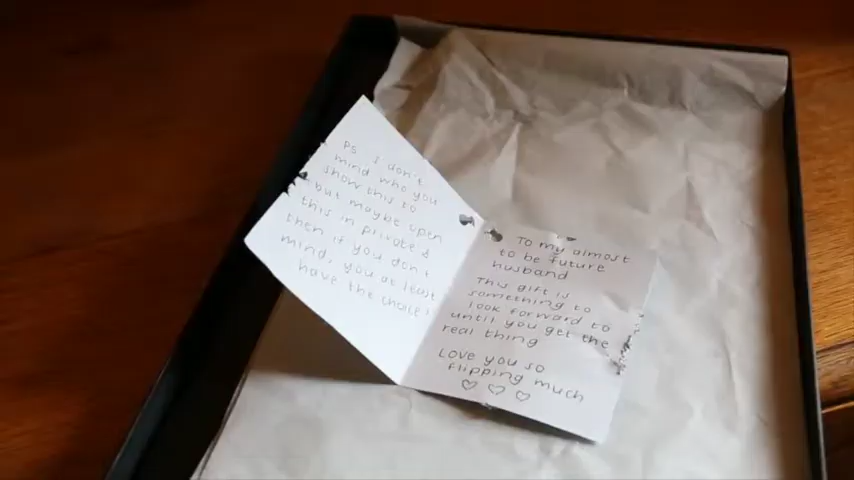 PS. I don't
mind who you
show this to
but maybe open
this in private &
then if you don't
mind, you at least
have the choice!
To my almost
to be future
husband
This gift is
something to
look forward to
until you get the
real thing
Love you so
flipping much
♡ ♡ ♡